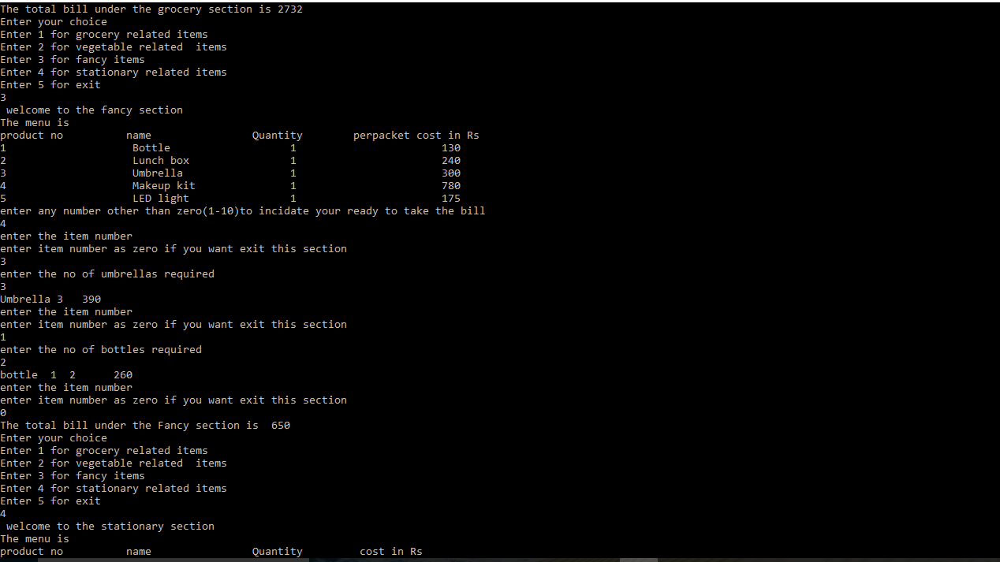 The total bill under the grocery section is 2732
Enter your choice
Enter 1 for grocery related items
Enter 2 for vegetable related  items
Enter 3 for fancy items
Enter 4 for stationary related items
Enter 5 for exit
3
 welcome to the fancy section
The menu is
product no          name                Quantity        perpacket cost in Rs
1                    Bottle                   1                       130
2                    Lunch box                1                       240
3                    Umbrella                 1                       300
4                    Makeup kit               1                       780
5                    LED light                1                       175
enter any number other than zero(1-10)to incidate your ready to take the bill
4
enter the item number
enter item number as zero if you want exit this section
3
enter the no of umbrellas required
3
Umbrella 3   390
enter the item number
enter item number as zero if you want exit this section
1
enter the no of bottles required
2
bottle  1  2      260
enter the item number
enter item number as zero if you want exit this section
0
The total bill under the Fancy section is  650
Enter your choice
Enter 1 for grocery related items
Enter 2 for vegetable related  items
Enter 3 for fancy items
Enter 4 for stationary related items
Enter 5 for exit
4
 welcome to the stationary section
The menu is
product no          name                Quantity         cost in Rs